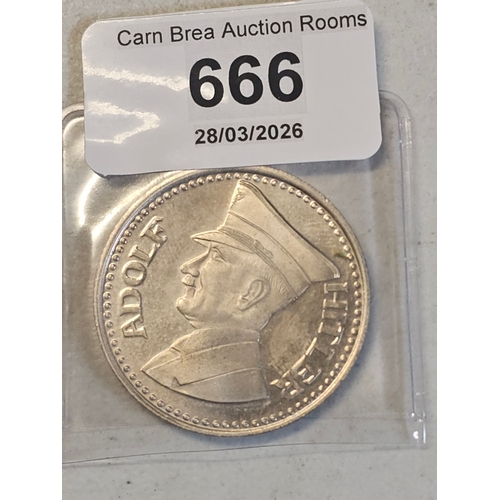 Carn Brea Auction Rooms
666
28/03/2026
ADOLF
HITLER